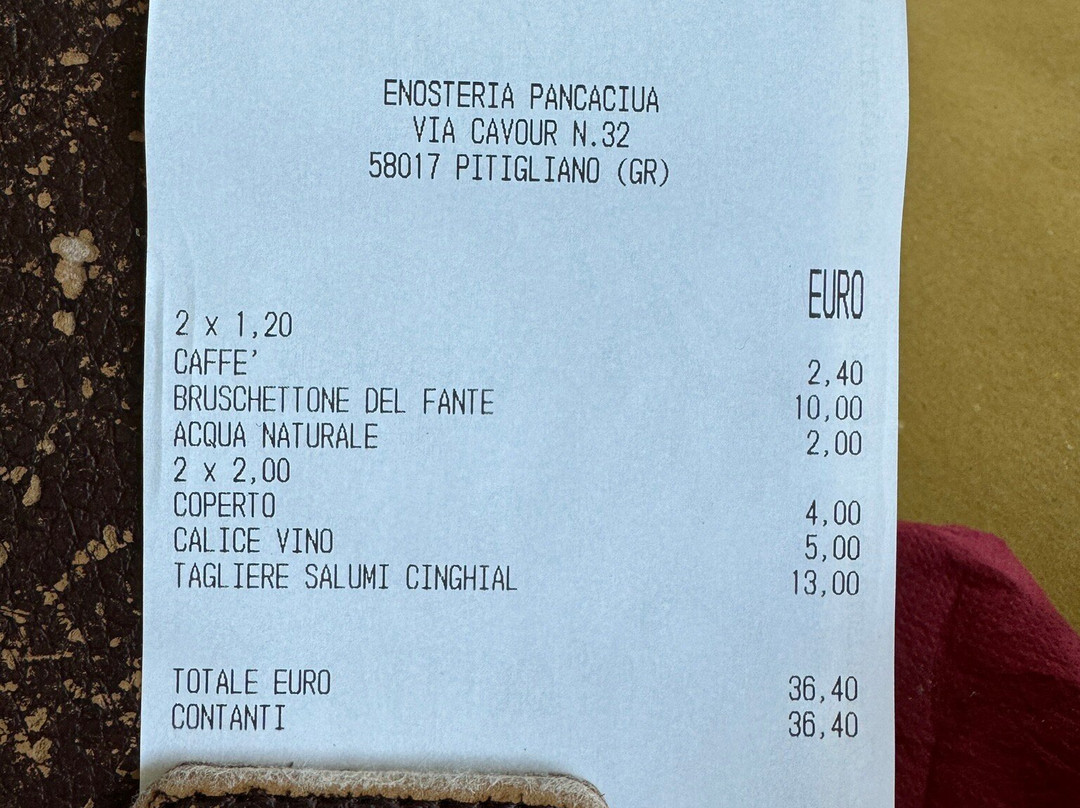 ENOSTERIA PANCACIUA
VIA CAVOUR N.32
58017 PITIGLIANO (GR)
EURO
2 x 1,20
CAFFE' 2,40
BRUSCHETTONE DEL FANTE 10,00
ACQUA NATURALE 2,00
2 x 2,00
COPERTO 4,00
CALICE VINO 5,00
TAGLIERE SALUMI CINGHIAL 13,00
TOTALE EURO 36,40
CONTANTI 36,40